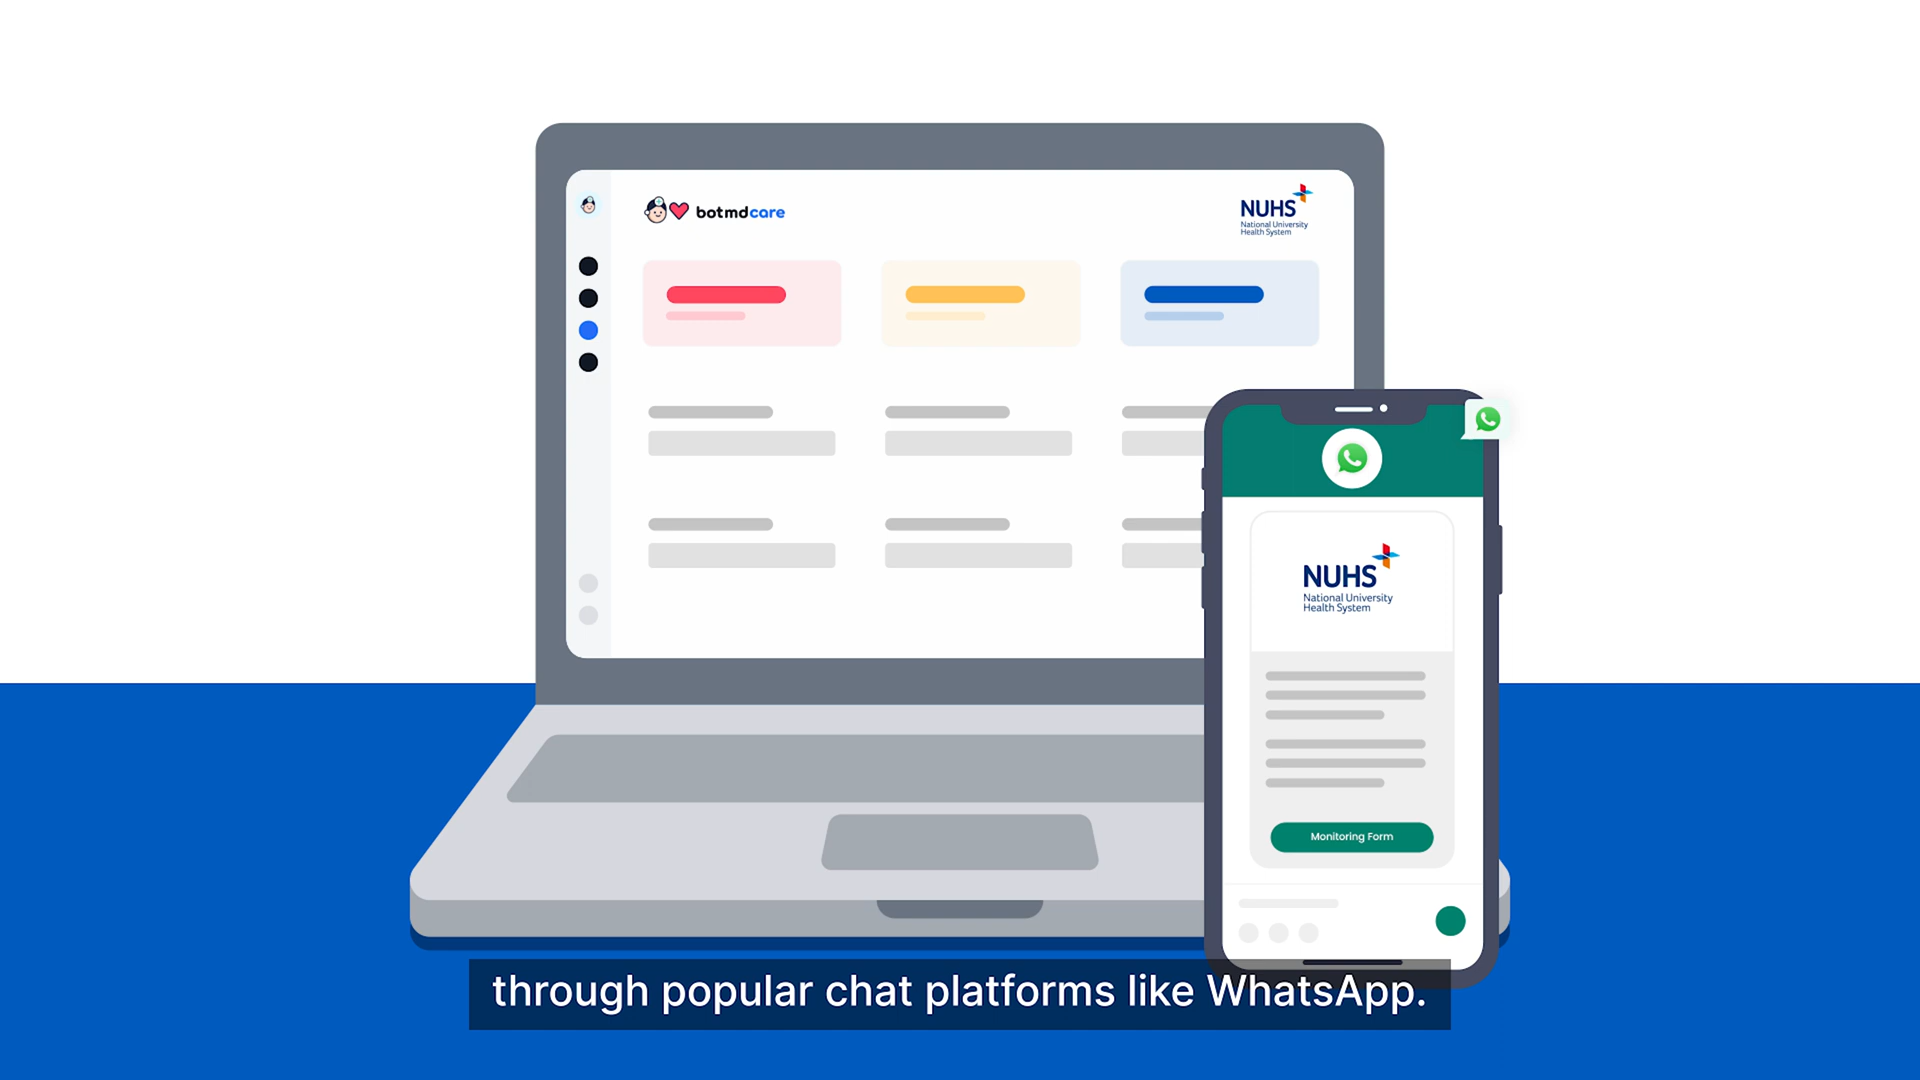 botmdcare
NUHS
National University
Health System
NUHS
National University
Health System
Monitoring Form
through popular chat platforms like WhatsApp.